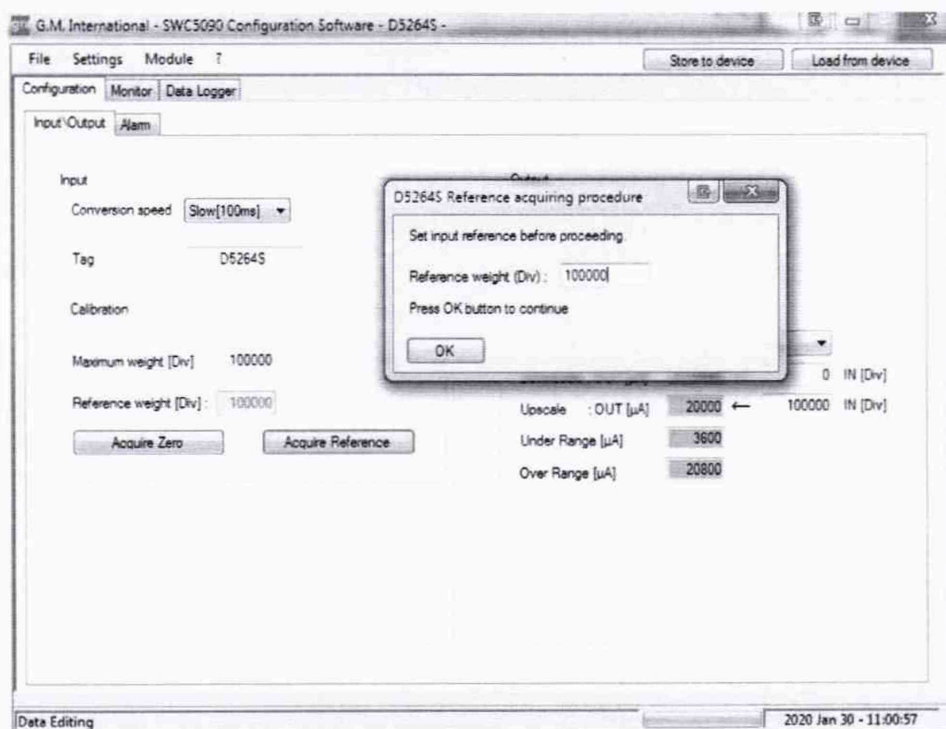 G.M. International - SWC5090 Configuration Software - D5264S -
File Settings Module ?
Store to device Load from device
Configuration Monitor Data Logger
Input\Output Alarm
Input
Conversion speed Slow[100ms]
Tag D5264S
Calibration
Maximum weight [Div] 100000
Reference weight [Div] : 100000
Acquire Zero Acquire Reference
Output
D5264S Reference acquiring procedure
Set input reference before proceeding.
Reference weight (Div) : 100000
Press OK button to continue
OK
0 IN [Div]
Upscale : OUT [µA] 20000 ← 100000 IN [Div]
Under Range [µA] 3600
Over Range [µA] 20800
Data Editing
2020 Jan 30 - 11:00:57